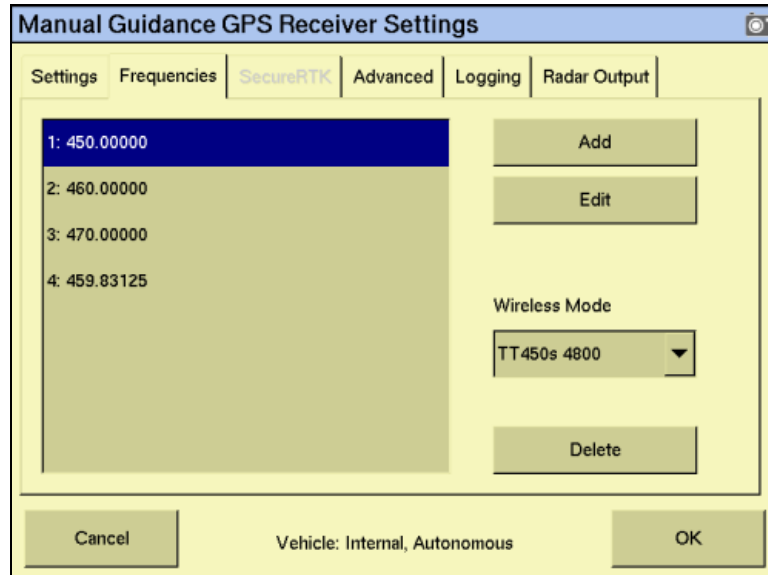 Manual Guidance GPS Receiver Settings
Settings Frequencies SecureRTK Advanced Logging Radar Output
1: 450.00000
2: 460.00000
3: 470.00000
4: 459.83125
Add
Edit
Wireless Mode
TT450s 4800
Delete
Cancel Vehicle: Internal, Autonomous OK